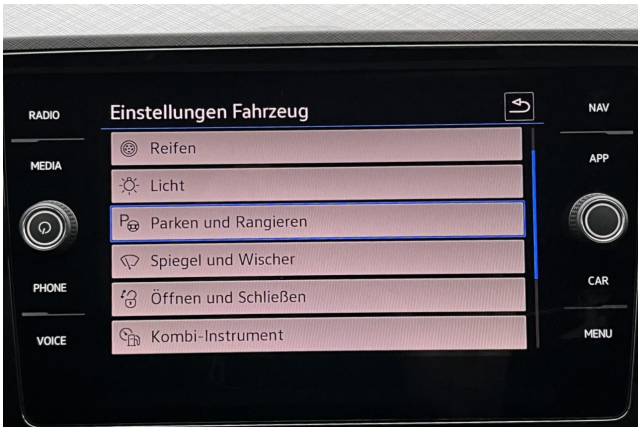 RADIO
MEDIA
PHONE
VOICE
Einstellungen Fahrzeug
Reifen
Licht
P Parken und Rangieren
Spiegel und Wischer
Öffnen und Schließen
Kombi-Instrument
NAV
APP
CAR
MENU